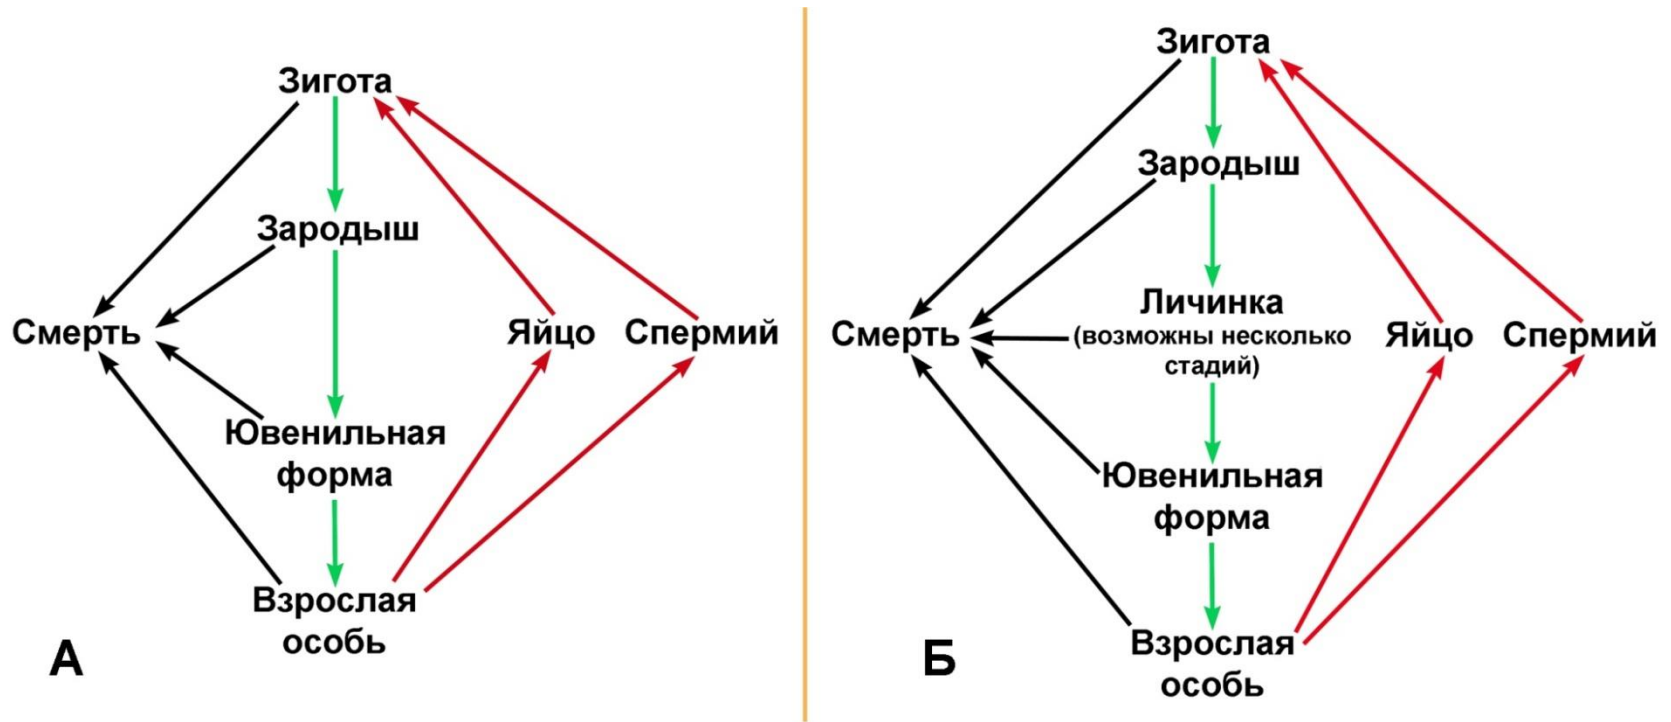 Зигота
Зародыш
Смерть
Яйцо
Спермий
Ювенильная
форма
Взрослая
особь
А
Зигота
Зародыш
Личинка
(возможны несколько
стадий)
Смерть
Яйцо
Спермий
Ювенильная
форма
Взрослая
особь
Б